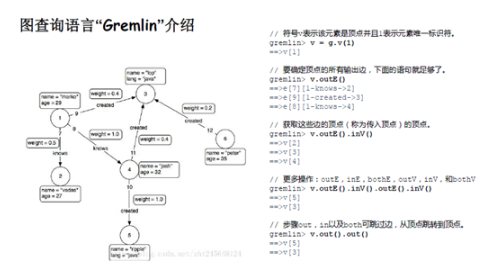 图查询语言“Gremlin”介绍
name = "lop"
lang = "java"
name = "marko"
age = 29
weight = 0.4
3
weight = 0.2
created
1
9
created
created
8
weight = 1.0
12
weight = 0.5
knows
11
weight = 0.4
6
name = "peter"
age = 35
knows
4
name = "josh"
age = 32
2
10
name = "vadas"
age = 27
weight = 1.0
created
5
name = "ripple"
lang = "java"
// 符号v表示该元素是顶点并且1表示元素唯一标识符。
gremlin> v = g.v(1)
==>v[1]
// 要确定顶点的所有输出边，下面的语句就足够了。
gremlin> v.outE()
==>e[7][1-knows->2]
==>e[9][1-created->3]
==>e[8][1-knows->4]
// 获取这些边的顶点（称为传入顶点）的顶点。
gremlin> v.outE().inV()
==>v[2]
==>v[3]
==>v[4]
// 更多操作：outE，inE，bothE，outV，inV，和bothV
gremlin> v.outE().inV().outE().inV()
==>v[5]
==>v[3]
// 步骤out，in以及both可跳过边，从顶点跳转到顶点。
gremlin> v.out().out()
==>v[5]
==>v[3]